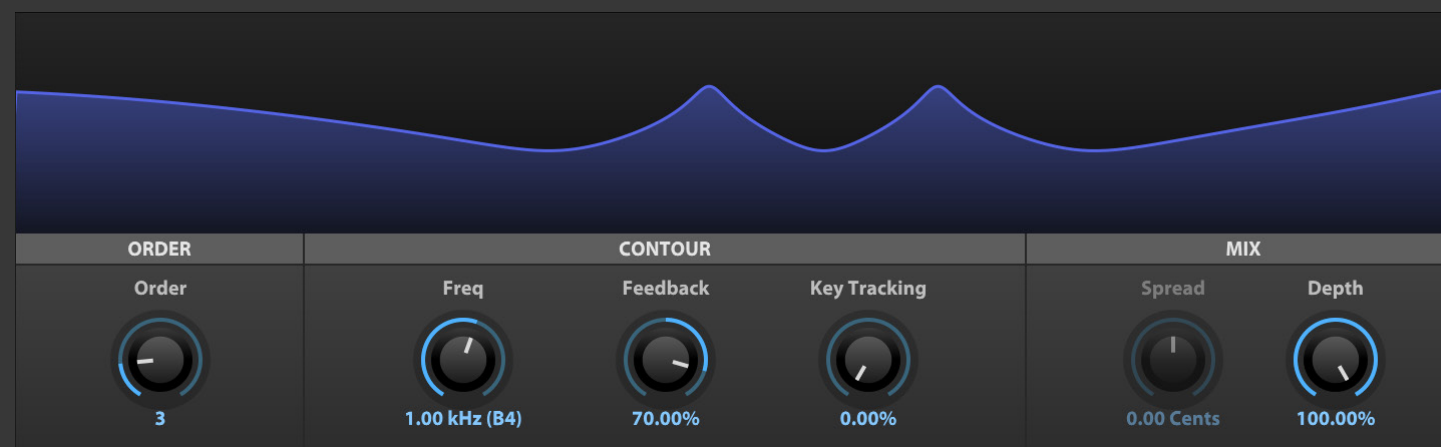 ORDER CONTOUR MIX
Order Freq Feedback Key Tracking Spread Depth
3 1.00 kHz (B4) 70.00% 0.00% 0.00 Cents 100.00%